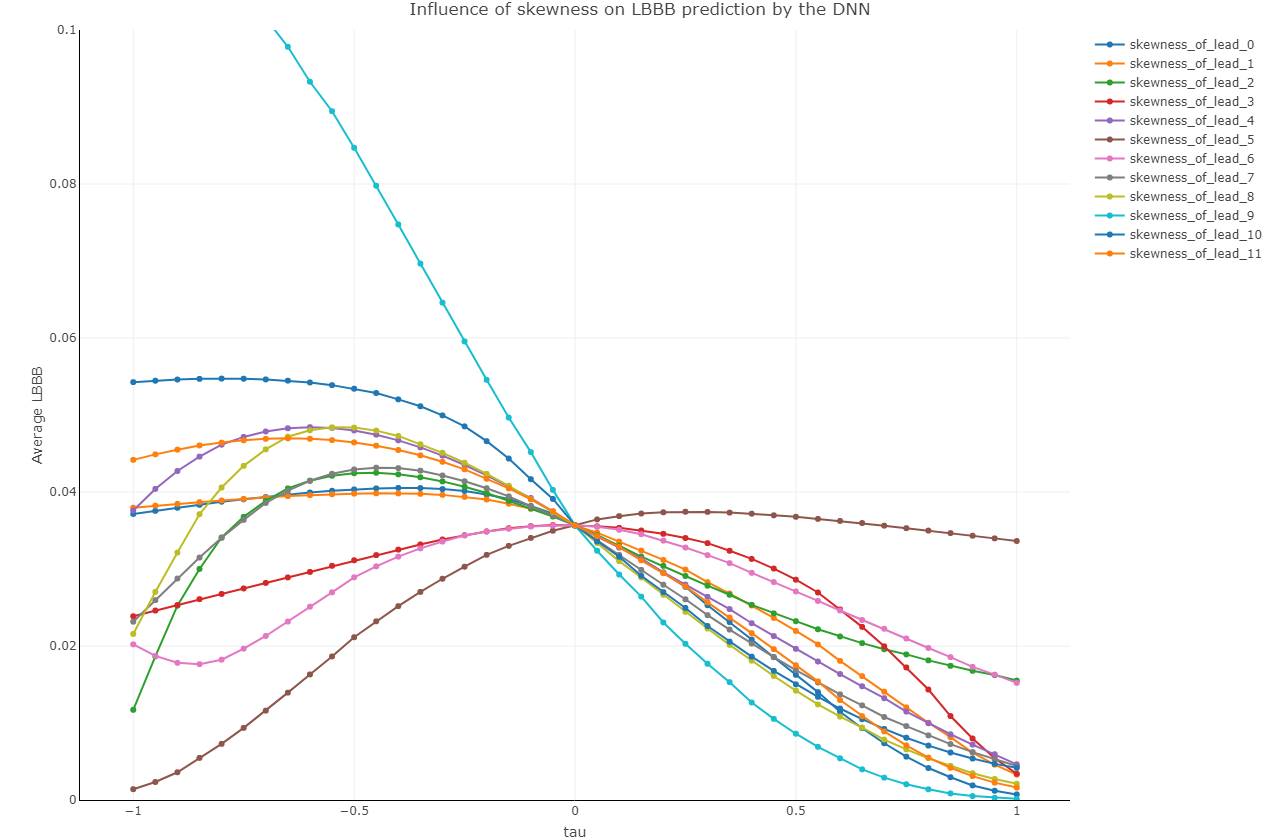 Influence of skewness on LBBB prediction by the DNN
0.1
0.08
0.06
0.04
0.02
0
Average LBBB
−1
−0.5
0
0.5
1
tau
skewness_of_lead_0
skewness_of_lead_1
skewness_of_lead_2
skewness_of_lead_3
skewness_of_lead_4
skewness_of_lead_5
skewness_of_lead_6
skewness_of_lead_7
skewness_of_lead_8
skewness_of_lead_9
skewness_of_lead_10
skewness_of_lead_11